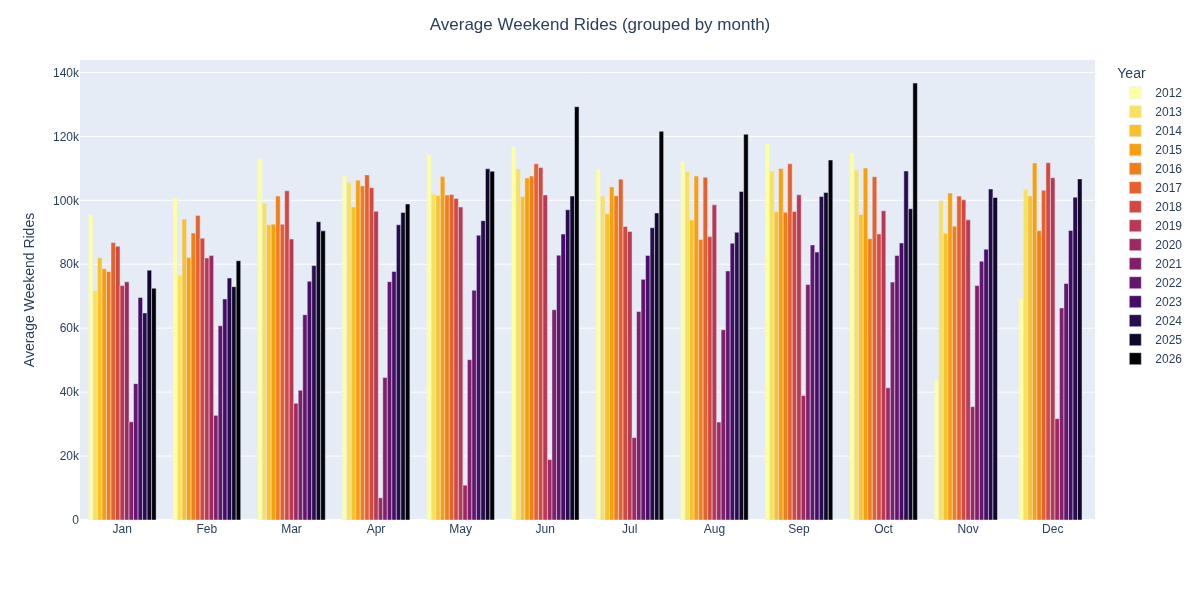 Average Weekend Rides (grouped by month)
Average Weekend Rides
140k
120k
100k
80k
60k
40k
20k
0
Jan Feb Mar Apr May Jun Jul Aug Sep Oct Nov Dec
Year
2012
2013
2014
2015
2016
2017
2018
2019
2020
2021
2022
2023
2024
2025
2026